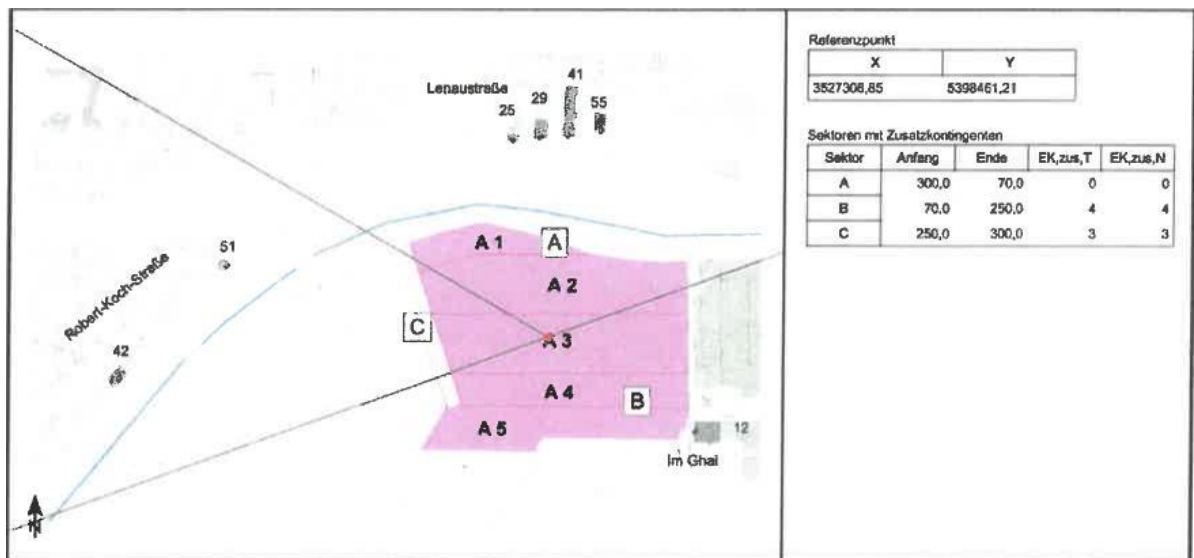 Lenaustraße
25
29
41
55
51
Robert-Koch-Straße
42
A 1
A
A 2
C
A 3
A 4
B
A 5
12
Im Ghai
N
Referenzpunkt
X Y
3527306,85 5398461,21
Sektoren mit Zusatzkontingenten
Sektor Anfang Ende EK,zus,T EK,zus,N
A 300,0 70,0 0 0
B 70,0 250,0 4 4
C 250,0 300,0 3 3